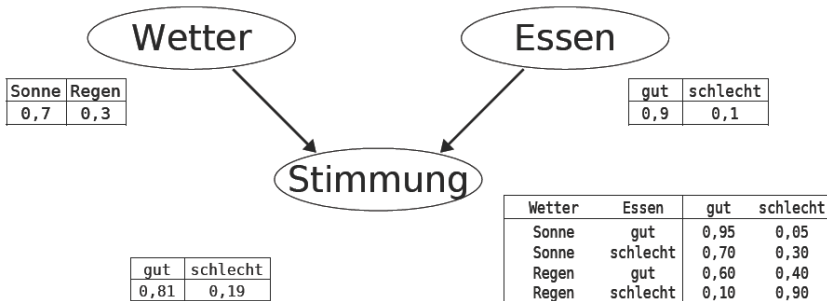 Wetter
Essen
Sonne Regen
0,7 0,3
gut schlecht
0,9 0,1
Stimmung
Wetter Essen gut schlecht
Sonne gut 0,95 0,05
Sonne schlecht 0,70 0,30
Regen gut 0,60 0,40
Regen schlecht 0,10 0,90
gut schlecht
0,81 0,19